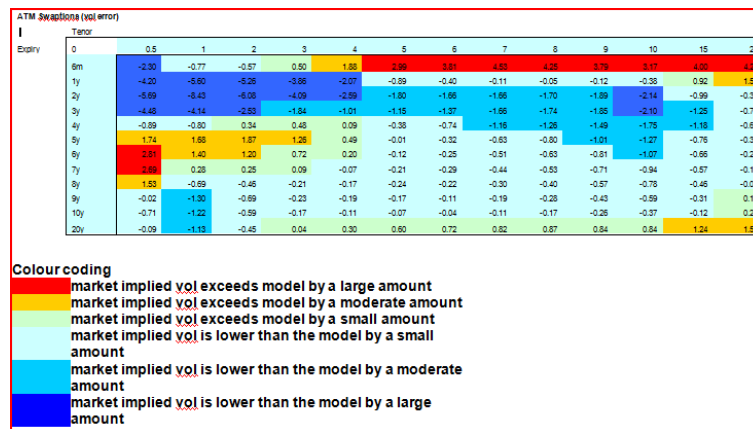 ATM Swaptions (vol error)
Tenor
Expiry 0 0.5 1 2 3 4 5 6 7 8 9 10 15
6m -2.30 -0.77 -0.57 0.50 1.88 2.99 3.61 4.53 4.25 3.79 3.17 4.00
1y -4.20 -5.60 -5.26 -3.86 -2.07 -0.89 -0.40 -0.11 -0.05 -0.12 -0.38 0.92
2y -5.69 -8.43 -6.08 -4.09 -2.59 -1.80 -1.66 -1.66 -1.70 -1.89 -2.14 -0.99
3y -4.48 -4.14 -2.53 -1.84 -1.01 -1.15 -1.37 -1.66 -1.74 -1.85 -2.10 -1.25
4y -0.89 -0.80 0.34 0.48 0.09 -0.38 -0.74 -1.16 -1.26 -1.49 -1.75 -1.18
5y 1.74 1.68 1.87 1.26 0.49 -0.01 -0.32 -0.63 -0.80 -1.01 -1.27 -0.76
6y 2.81 1.40 1.20 0.72 0.20 -0.12 -0.25 -0.51 -0.63 -0.81 -1.07 -0.66
7y 2.69 0.28 0.25 0.09 -0.07 -0.21 -0.29 -0.44 -0.53 -0.71 -0.94 -0.57
8y 1.53 -0.69 -0.46 -0.21 -0.17 -0.24 -0.22 -0.30 -0.40 -0.57 -0.78 -0.46
9y -0.02 -1.30 -0.69 -0.23 -0.19 -0.17 -0.11 -0.19 -0.28 -0.43 -0.59 -0.31
10y -0.71 -1.22 -0.59 -0.17 -0.11 -0.07 -0.04 -0.11 -0.17 -0.26 -0.37 -0.12
20y -0.09 -1.13 -0.45 0.04 0.30 0.60 0.72 0.82 0.87 0.84 0.84 1.24
Colour coding
market implied vol exceeds model by a large amount
market implied vol exceeds model by a moderate amount
market implied vol exceeds model by a small amount
market implied vol is lower than the model by a small
amount
market implied vol is lower than the model by a moderate
amount
market implied vol is lower than the model by a large
amount